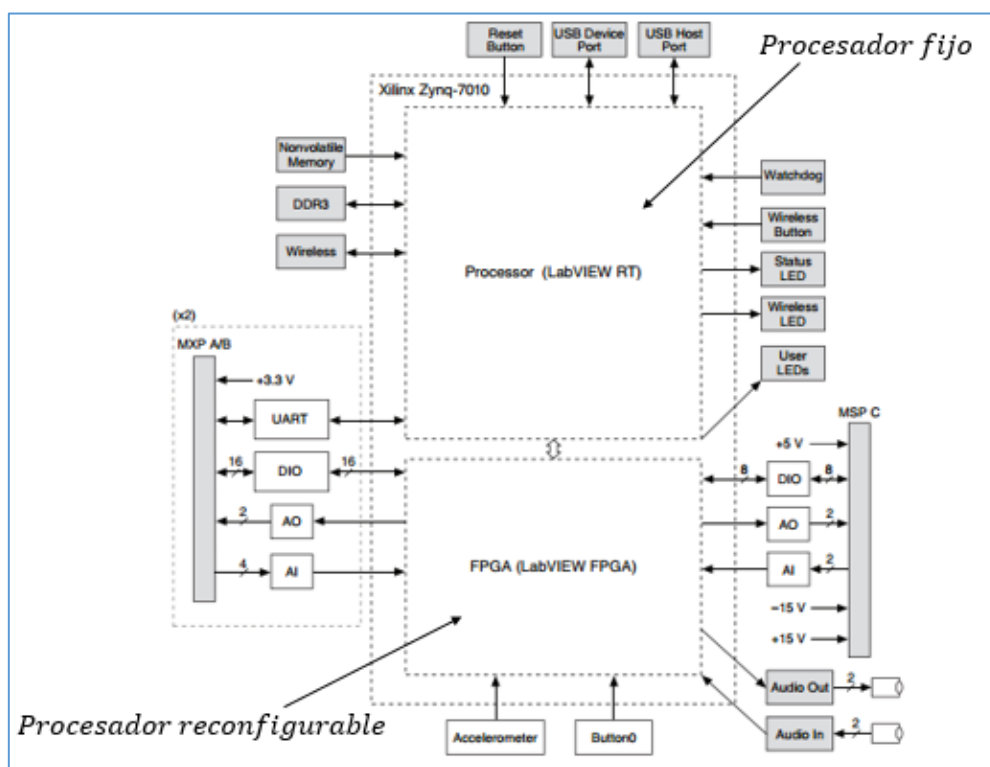 Reset
Button
USB Device
Port
USB Host
Port
Procesador fijo
Xilinx Zynq-7010
Nonvolatile
Memory
DDR3
Wireless
Processor (LabVIEW RT)
Watchdog
Wireless
Button
Status
LED
Wireless
LED
User
LEDs
(x2)
MXP A/B
+3.3 V
UART
16
DIO
16
2
AO
4
AI
FPGA (LabVIEW FPGA)
MSP C
+5 V
8
DIO
8
AO
2
AI
2
−15 V
+15 V
Audio Out
2
Audio In
2
Procesador reconfigurable
Accelerometer
Button0